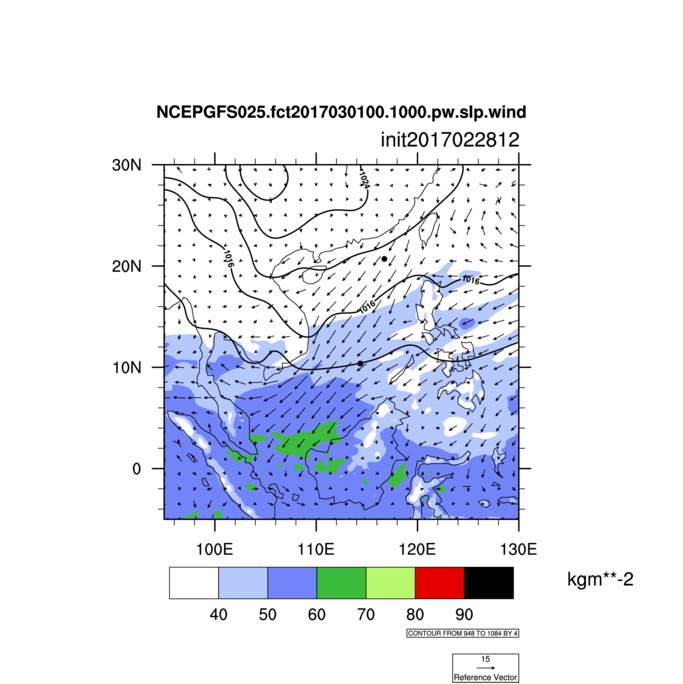 NCEPGFS025.fct2017030100.1000.pw.slp.wind
init2017022812
30N
20N
10N
0
1024
1016
1016
1016
100E
110E
120E
130E
kgm**-2
40 50 60 70 80 90
CONTOUR FROM 948 TO 1084 BY 4
15
Reference Vector